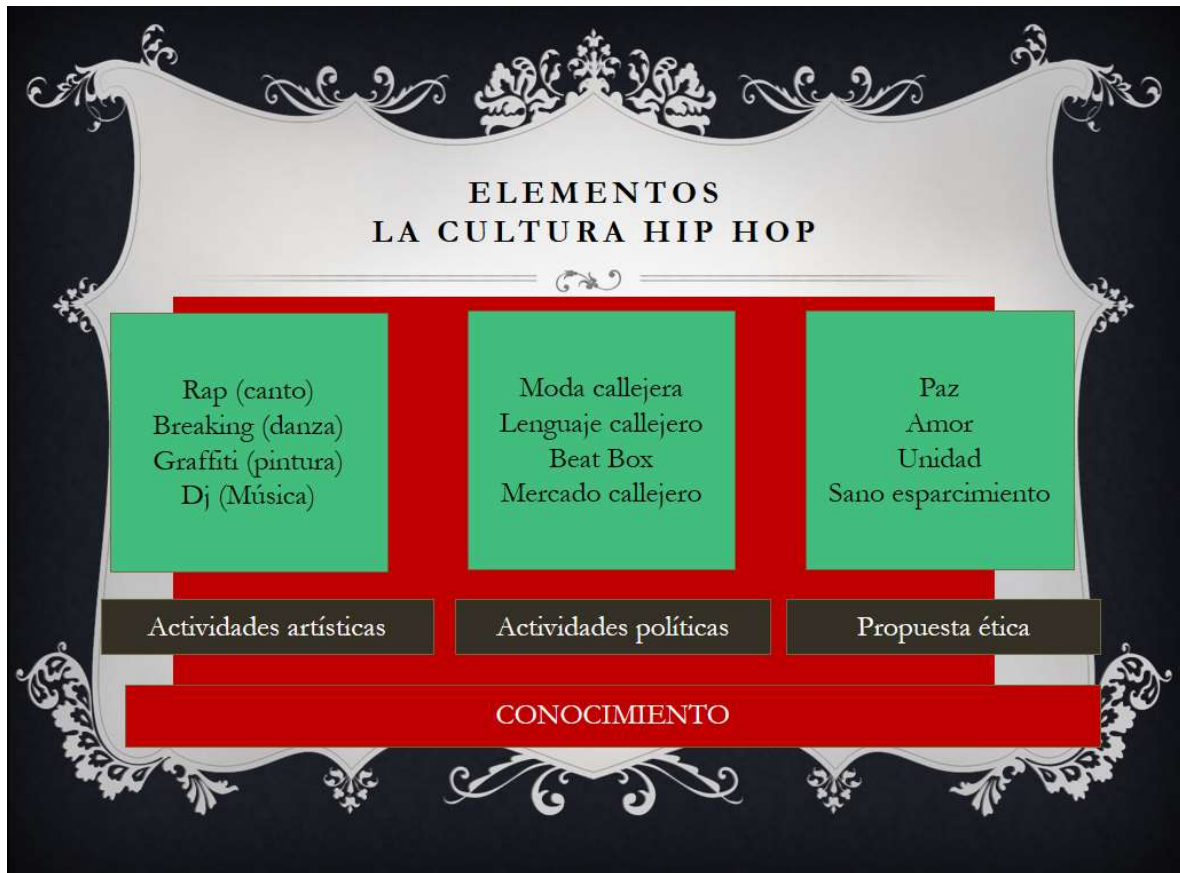 ELEMENTOS
LA CULTURA HIP HOP
Rap (canto)
Breaking (danza)
Graffiti (pintura)
Dj (Música)
Moda callejera
Lenguaje callejero
Beat Box
Mercado callejero
Paz
Amor
Unidad
Sano esparcimiento
Actividades artísticas
Actividades políticas
Propuesta ética
CONOCIMIENTO